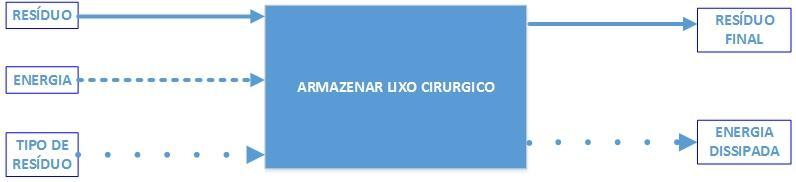 RESÍDUO
ENERGIA
TIPO DE
RESÍDUO
ARMAZENAR LIXO CIRURGICO
RESÍDUO
FINAL
ENERGIA
DISSIPADA